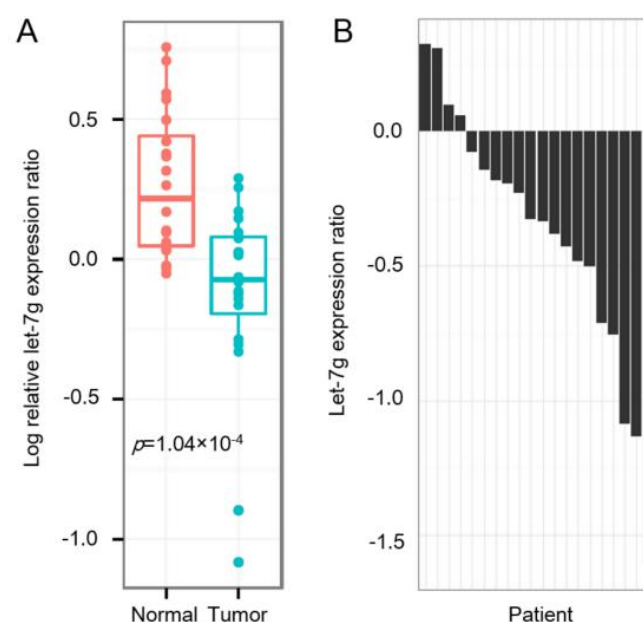 A
Log relative let-7g expression ratio
0.5
0.0
-0.5
-1.0
p=1.04×10-4
Normal Tumor
B
Let-7g expression ratio
0.0
-0.5
-1.0
-1.5
Patient